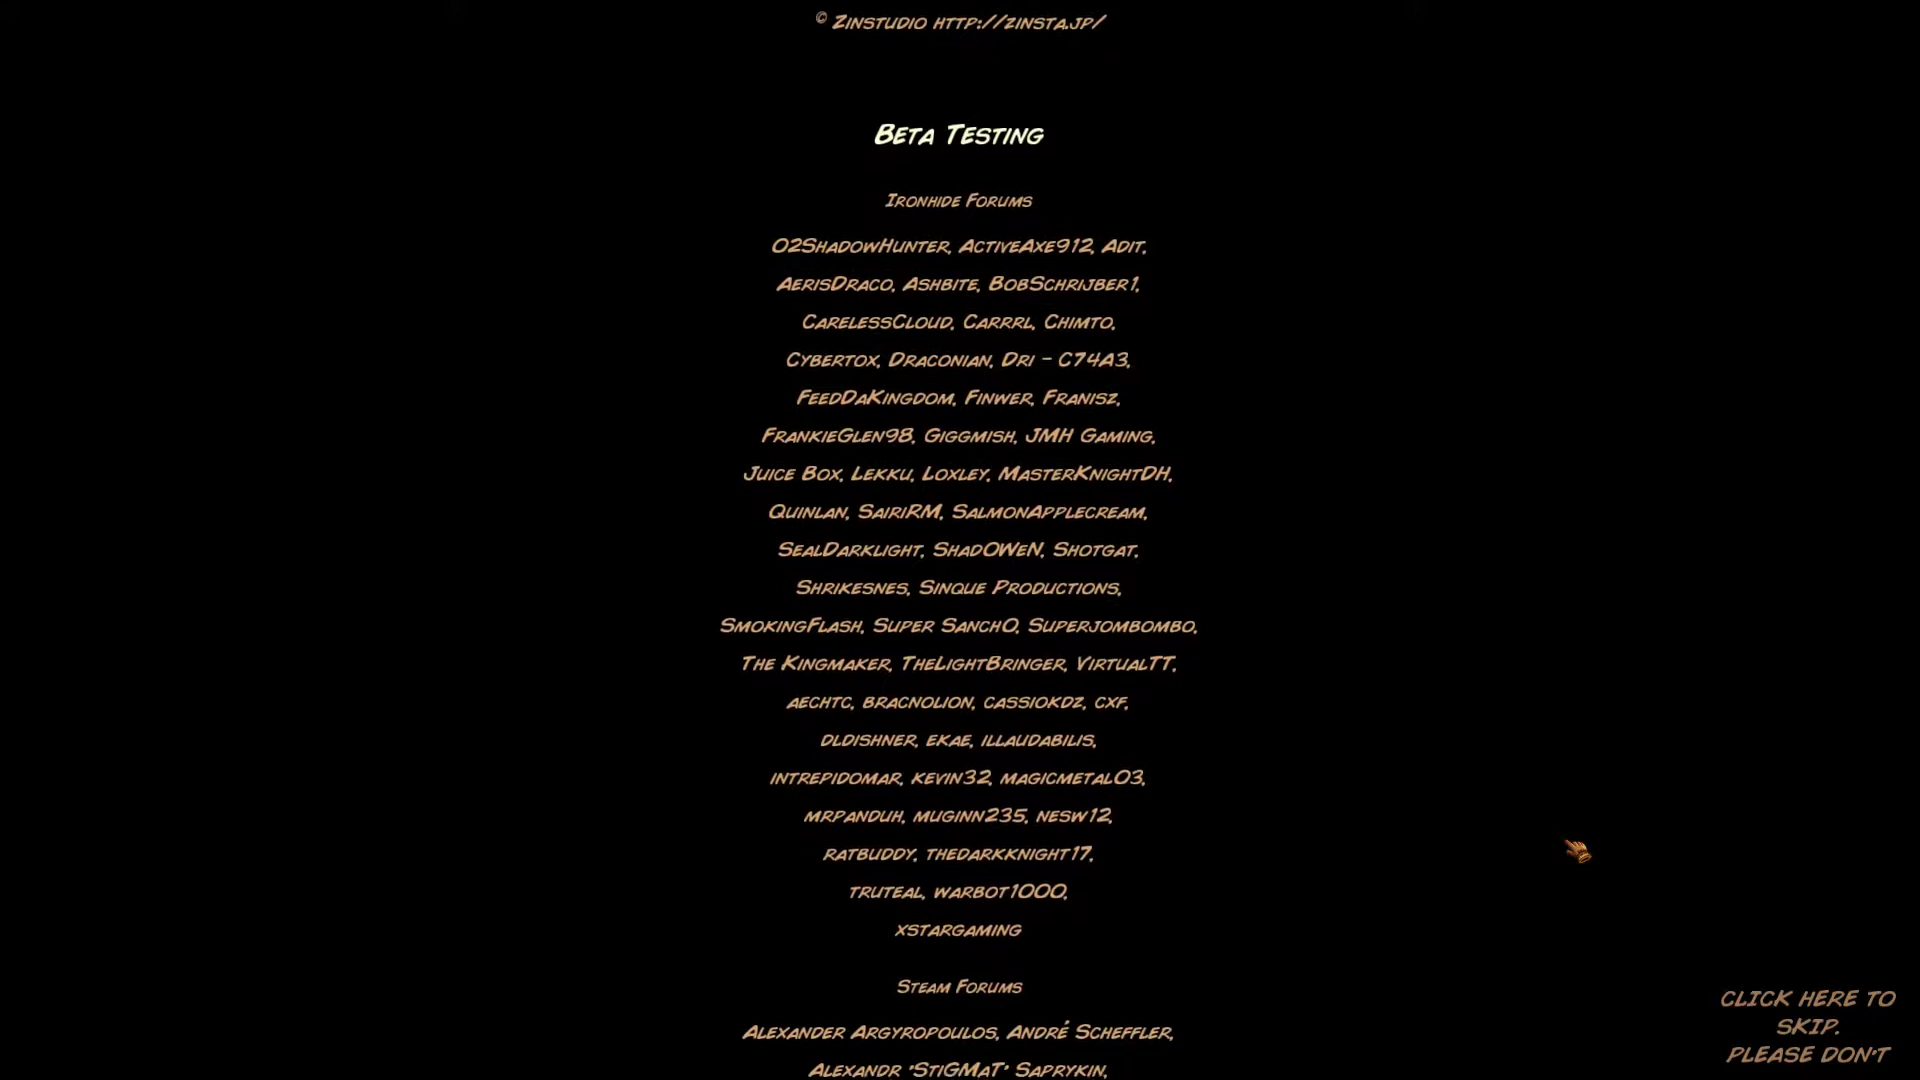 © Zinstudio http://zinsta.jp/
Beta Testing
Ironhide Forums
02ShadowHunter, ActiveAxe912, Adit,
AerisDraco, Ashbite, BobSchrijber1,
CarelessCloud, Carrrl, Chimto,
Cybertox, Draconian, Dri - C74A3,
FeedDaKingdom, Finwer, Franisz,
FrankieGlen98, Giggmish, JMH Gaming,
Juice Box, Lekku, Loxley, MasterKnightDH,
Quinlan, SairiRM, SalmonApplecream,
SealDarklight, Shad0WeN, Shotgat,
Shrikesnes, Sinque Productions,
SmokingFlash, Super SanchO, Superjombombo,
The Kingmaker, TheLightBringer, VirtualTT,
aechtc, bracnolion, cassiokdz, cxf,
dldishner, ekae, illaudabilis,
intrepidomar, kevin32, magicmetal03,
mrpanduh, muginn235, nesw12,
ratbuddy, thedarkknight17,
truteal, warbot1000,
xstargaming
Steam Forums
Alexander Argyropoulos, André Scheffler,
Alexandr "StiGMaT" Saprykin,
CLICK HERE TO
SKIP.
PLEASE DON'T